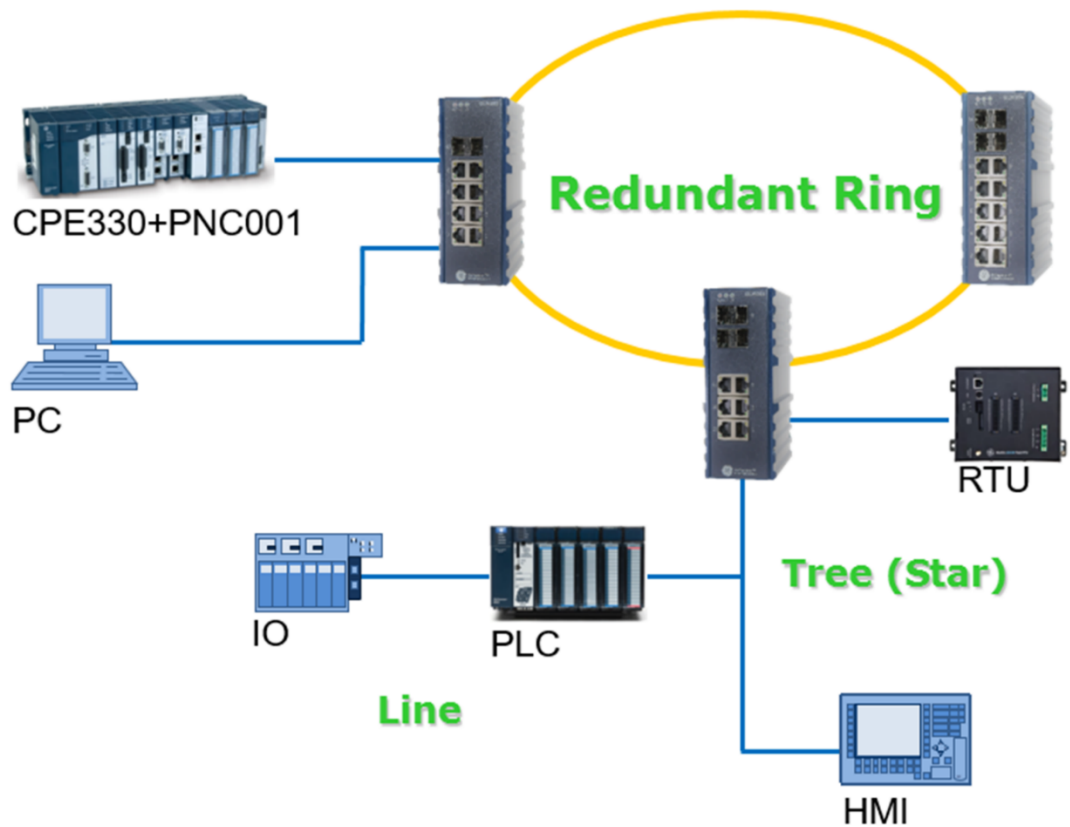 Redundant Ring
CPE330+PNC001
PC
RTU
Tree (Star)
IO
PLC
Line
HMI